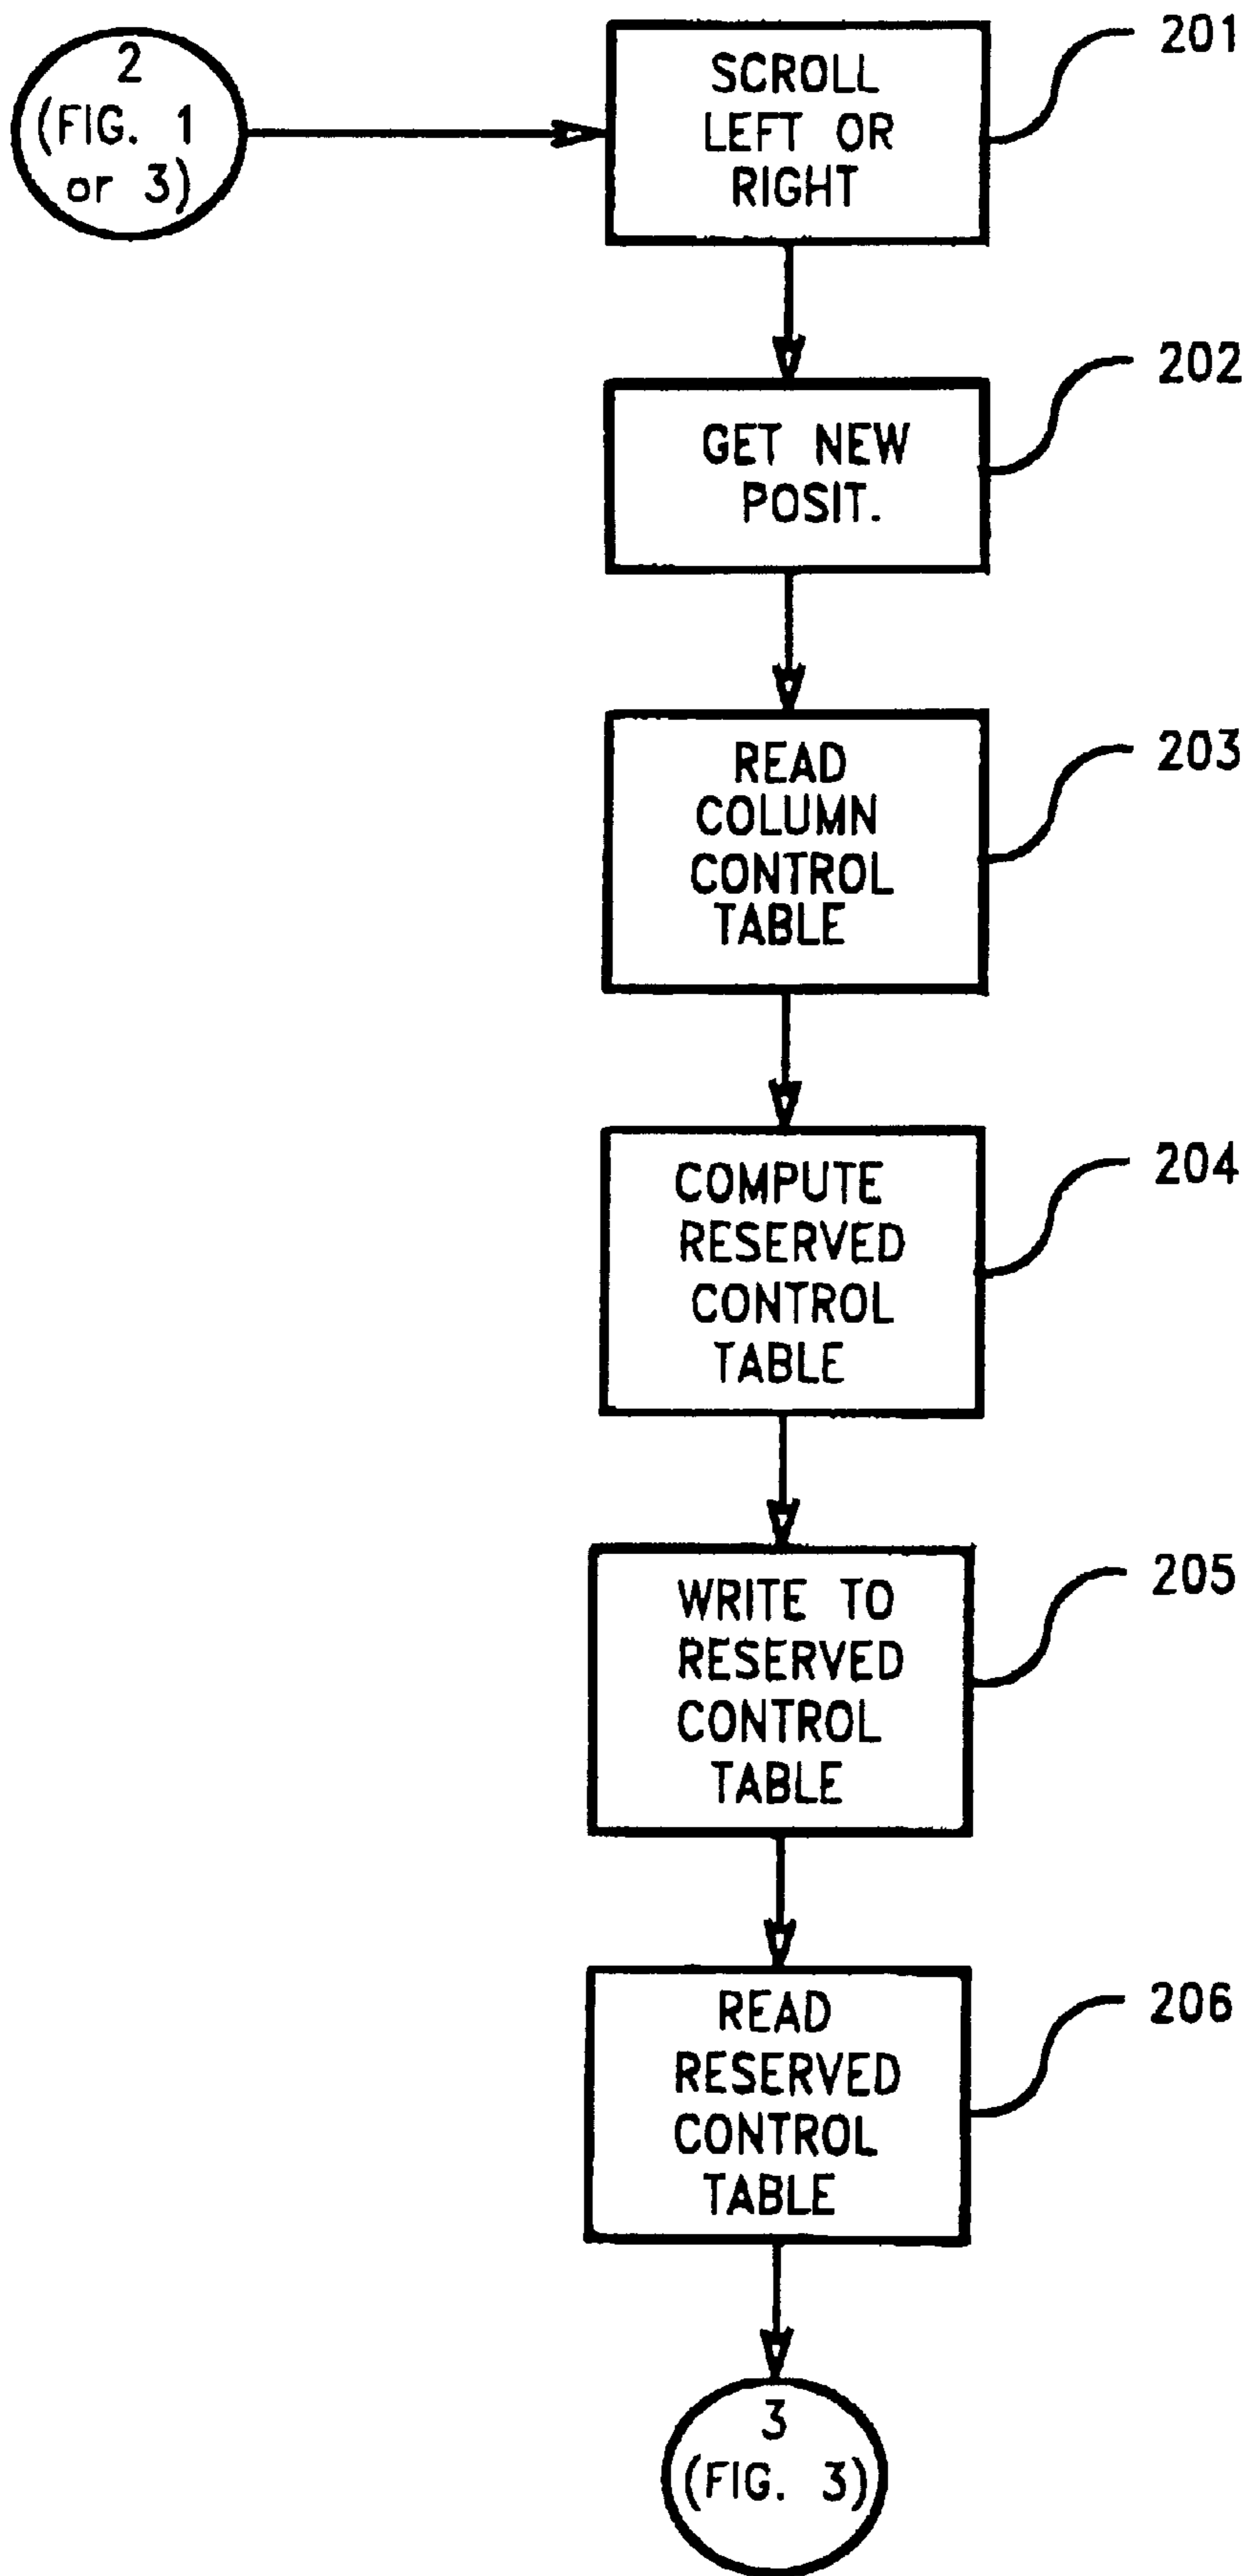 2
(FIG. 1
or 3)
SCROLL
LEFT OR
RIGHT
201
GET NEW
POSIT.
202
READ
COLUMN
CONTROL
TABLE
203
COMPUTE
RESERVED
CONTROL
TABLE
204
WRITE TO
RESERVED
CONTROL
TABLE
205
READ
RESERVED
CONTROL
TABLE
206
3
(FIG. 3)